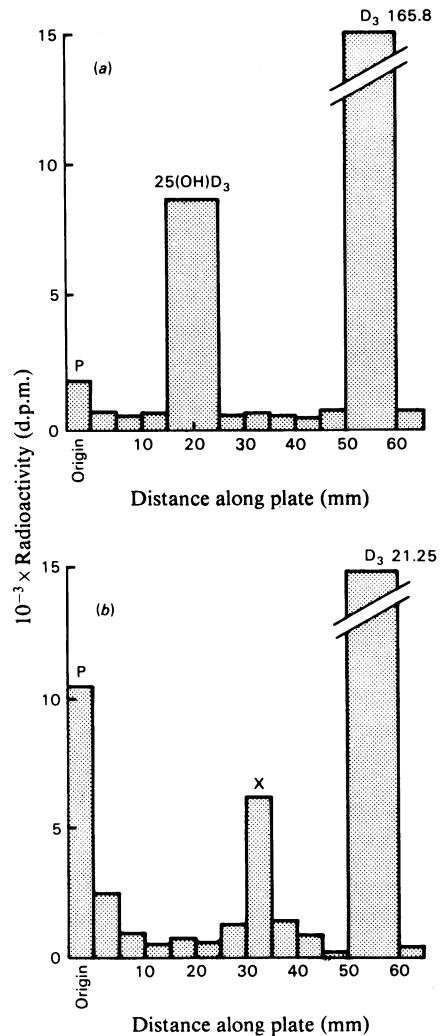 D₃ 165.8
15
(a)
25(OH)D₃
10
5
P
0
Origin
10
20
30
40
50
60
Distance along plate (mm)
10⁻³ × Radioactivity (d.p.m.)
D₃ 21.25
15
(b)
P
10
X
5
0
Origin
10
20
30
40
50
60
Distance along plate (mm)